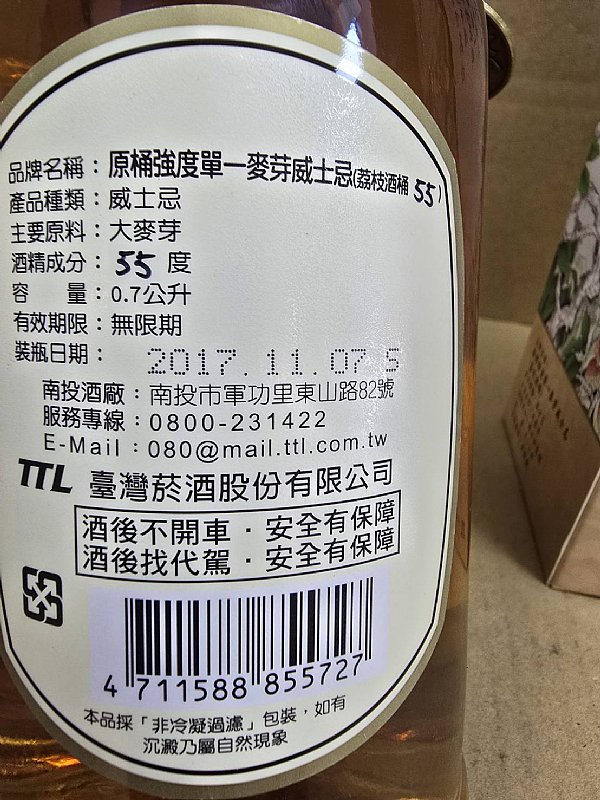 品牌名稱：原桶強度單一麥芽威士忌(荔枝酒桶 55)
產品種類：威士忌
主要原料：大麥芽
酒精成分：55 度
容　　量：0.7公升
有效期限：無限期
裝瓶日期：2017.11.07 S
南投酒廠：南投市軍功里東山路82號
服務專線：0800-231422
E-Mail：080@mail.ttl.com.tw
TTL 臺灣菸酒股份有限公司
酒後不開車‧安全有保障
酒後找代駕‧安全有保障
4 711588 855727
本品採「非冷凝過濾」包裝，如有
沉澱乃屬自然現象